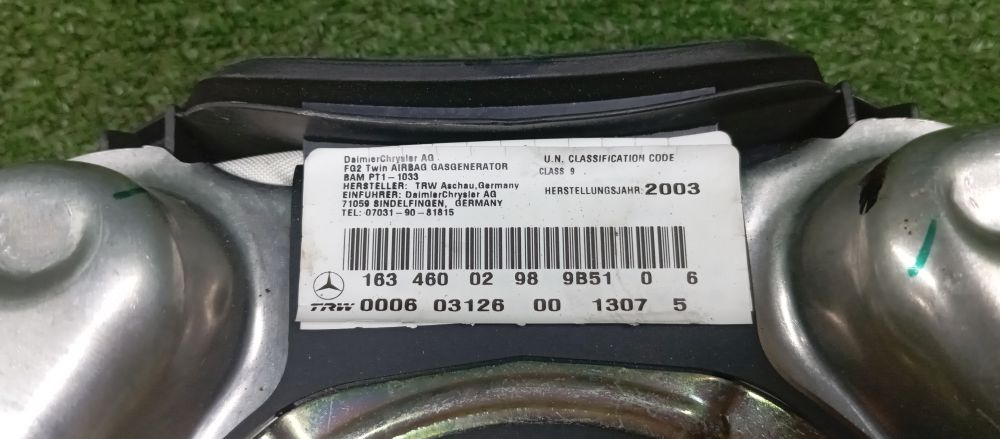 DaimlerChrysler AG
FG2 Twin AIRBAG GASGENERATOR
BAM PT1-1033
HERSTELLER: TRW Aschau,Germany
EINFUHRER: DaimlerChrysler AG
71059 SINDELFINGEN, GERMANY
TEL: 07031-90-81815
U.N. CLASSIFICATION CODE
CLASS 9
HERSTELLUNGSJAHR: 2003
163 460 02 98 9B51 0 6
TRW 0006 03126 00 1307 5